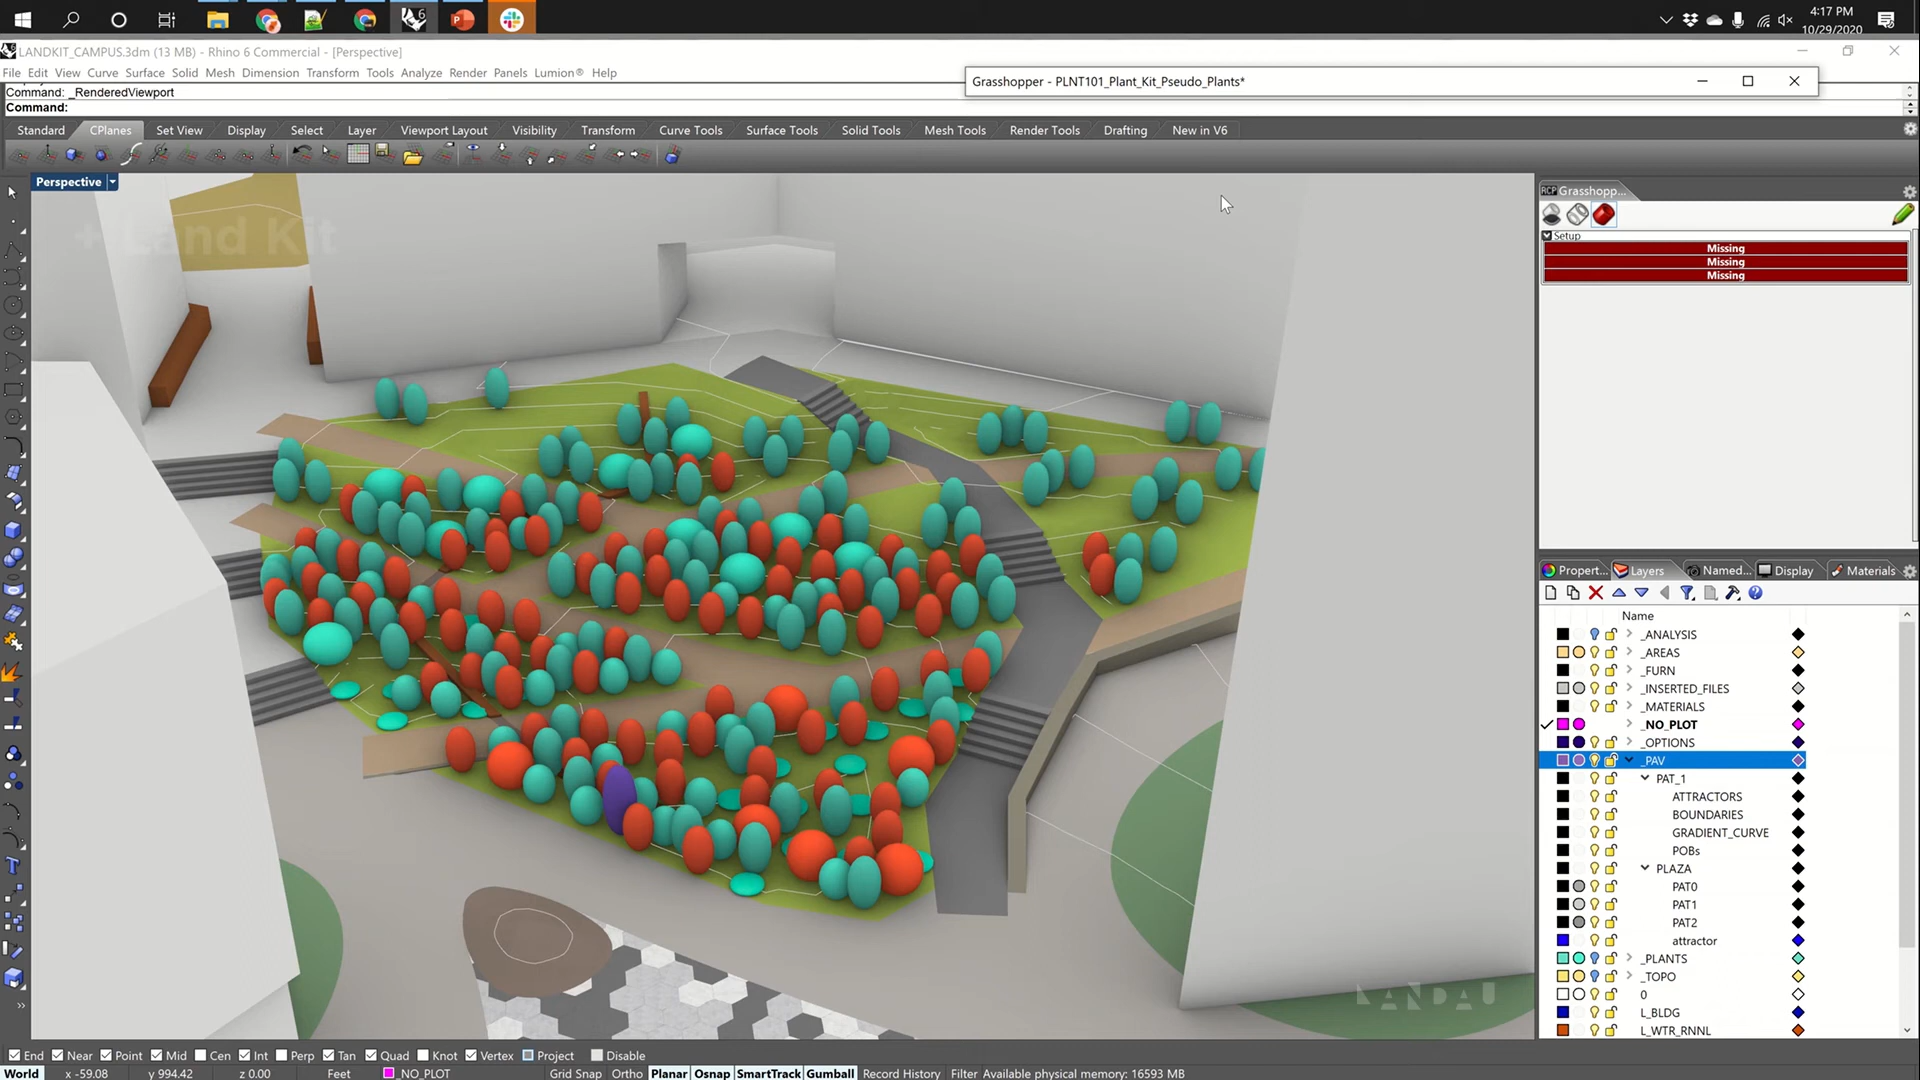 4:17 PM
10/29/2020
LANDKIT_CAMPUS.3dm (13 MB) - Rhino 6 Commercial - [Perspective]
File Edit View Curve Surface Solid Mesh Dimension Transform Tools Analyze Render Panels Lumion® Help
Grasshopper - PLNT101_Plant_Kit_Pseudo_Plants*
Command: _RenderedViewport
Command:
Standard CPlanes Set View Display Select Layer Viewport Layout Visibility Transform Curve Tools Surface Tools Solid Tools Mesh Tools Render Tools Drafting New in V6
Perspective
+ Land Kit
RCP Grasshopp...
Setup
Missing
Missing
Missing
Propert... Layers Named... Display Materials
Name
_ANALYSIS
_AREAS
_FURN
_INSERTED_FILES
_MATERIALS
_NO_PLOT
_OPTIONS
_PAV
PAT_1
ATTRACTORS
BOUNDARIES
GRADIENT_CURVE
POBs
PLAZA
PAT0
PAT1
PAT2
attractor
_PLANTS
_TOPO
0
L_BLDG
L_WTR_RNNL
LANDAU
End Near Point Mid Cen Int Perp Tan Quad Knot Vertex Project Disable
World x -59.08 y 994.42 z 0.00 Feet _NO_PLOT Grid Snap Ortho Planar Osnap SmartTrack Gumball Record History Filter Available physical memory: 16593 MB